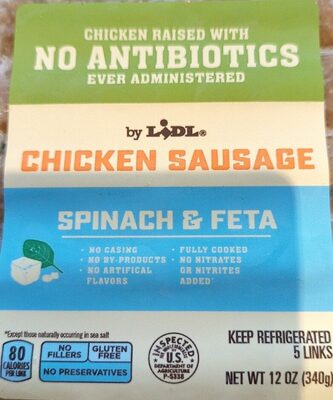 CHICKEN RAISED WITH
NO ANTIBIOTICS
EVER ADMINISTERED
by LIDL®
CHICKEN SAUSAGE
SPINACH & FETA
• NO CASING
• NO BY-PRODUCTS
• NO ARTIFICAL
FLAVORS
• FULLY COOKED
• NO NITRATES
OR NITRITES
ADDED*
*Except those naturally occurring in sea salt
80
CALORIES
PER LINK
NO
FILLERS
GLUTEN
FREE
NO PRESERVATIVES
INSPECTED
FOR WHOLESOMENESS BY
U.S.
DEPARTMENT OF
AGRICULTURE
P-5338
KEEP REFRIGERATED
5 LINKS
NET WT 12 OZ (340g)